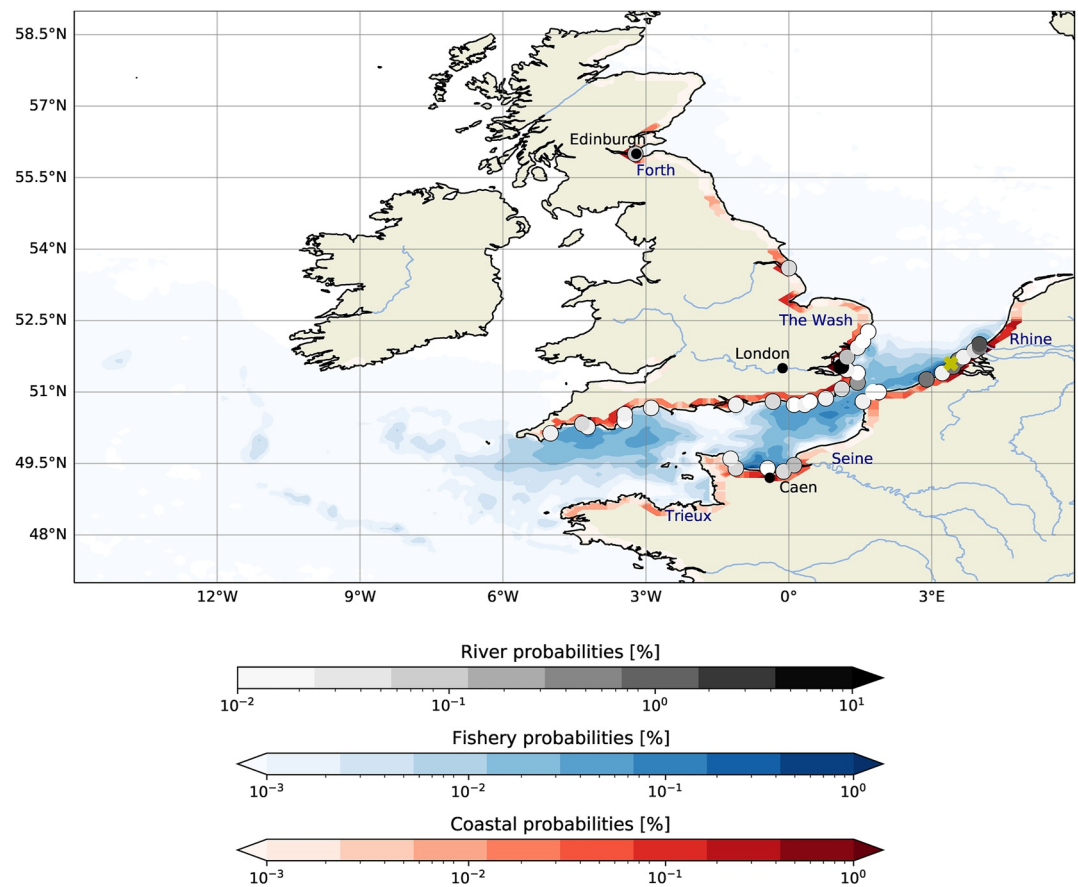 58.5°N
57°N
Edinburgh
Forth
55.5°N
54°N
52.5°N
The Wash
Rhine
London
51°N
49.5°N
Seine
Caen
Trieux
48°N
12°W 9°W 6°W 3°W 0° 3°E
River probabilities [%]
10⁻² 10⁻¹ 10⁰ 10¹
Fishery probabilities [%]
10⁻³ 10⁻² 10⁻¹ 10⁰
Coastal probabilities [%]
10⁻³ 10⁻² 10⁻¹ 10⁰